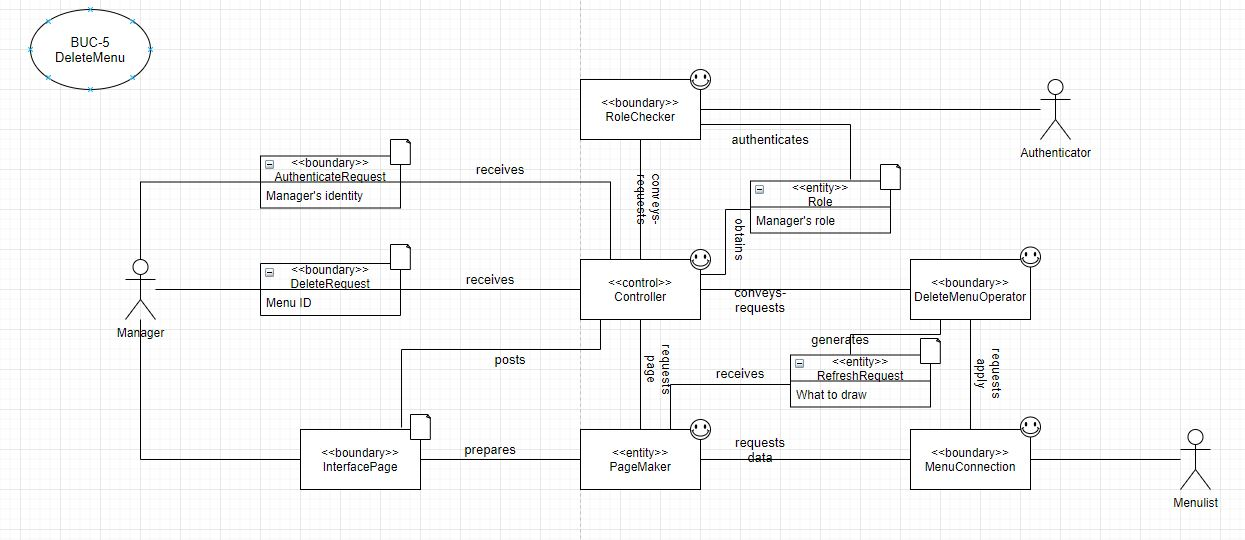 BUC-5
DeleteMenu
<<boundary>>
RoleChecker
authenticates
Authenticator
<<boundary>>
AuthenticateRequest
Manager's identity
receives
comreys-
requests
<<entity>>
Role
Manager's role
obtains
<<boundary>>
DeleteRequest
Menu ID
receives
<<control>>
Controller
conveys-
requests
<<boundary>>
DeleteMenuOperator
Manager
posts
requests
page
generates
<<entity>>
RefreshRequest
What to draw
receives
requests
apply
<<boundary>>
InterfacePage
prepares
<<entity>>
PageMaker
requests
data
<<boundary>>
MenuConnection
Menulist